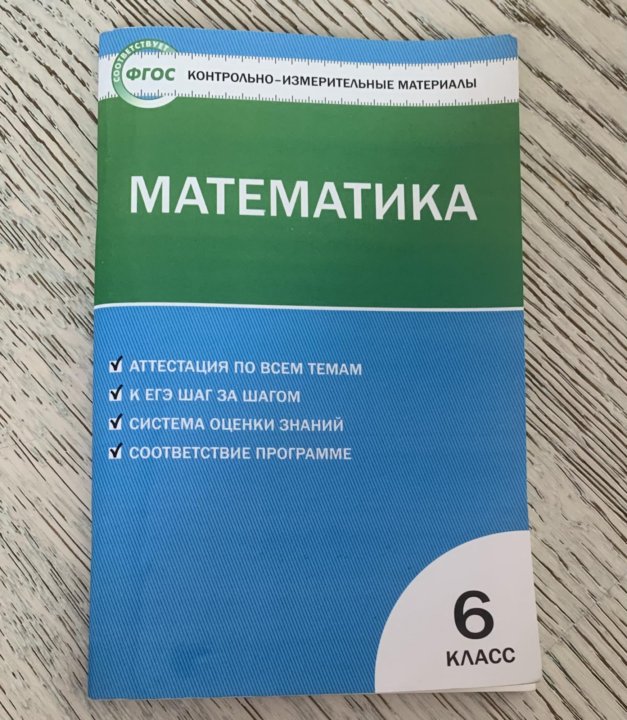 СООТВЕТСТВУЕТ
ФГОС
КОНТРОЛЬНО-ИЗМЕРИТЕЛЬНЫЕ МАТЕРИАЛЫ
МАТЕМАТИКА
АТТЕСТАЦИЯ ПО ВСЕМ ТЕМАМ
К ЕГЭ ШАГ ЗА ШАГОМ
СИСТЕМА ОЦЕНКИ ЗНАНИЙ
СООТВЕТСТВИЕ ПРОГРАММЕ
6
КЛАСС